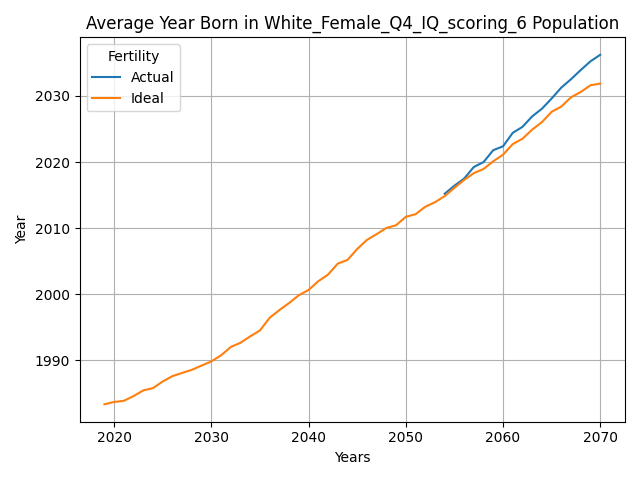 Average Year Born in White_Female_Q4_IQ_scoring_6 Population
Fertility
Actual
Ideal
Year
2030
2020
2010
2000
1990
2020 2030 2040 2050 2060 2070
Years